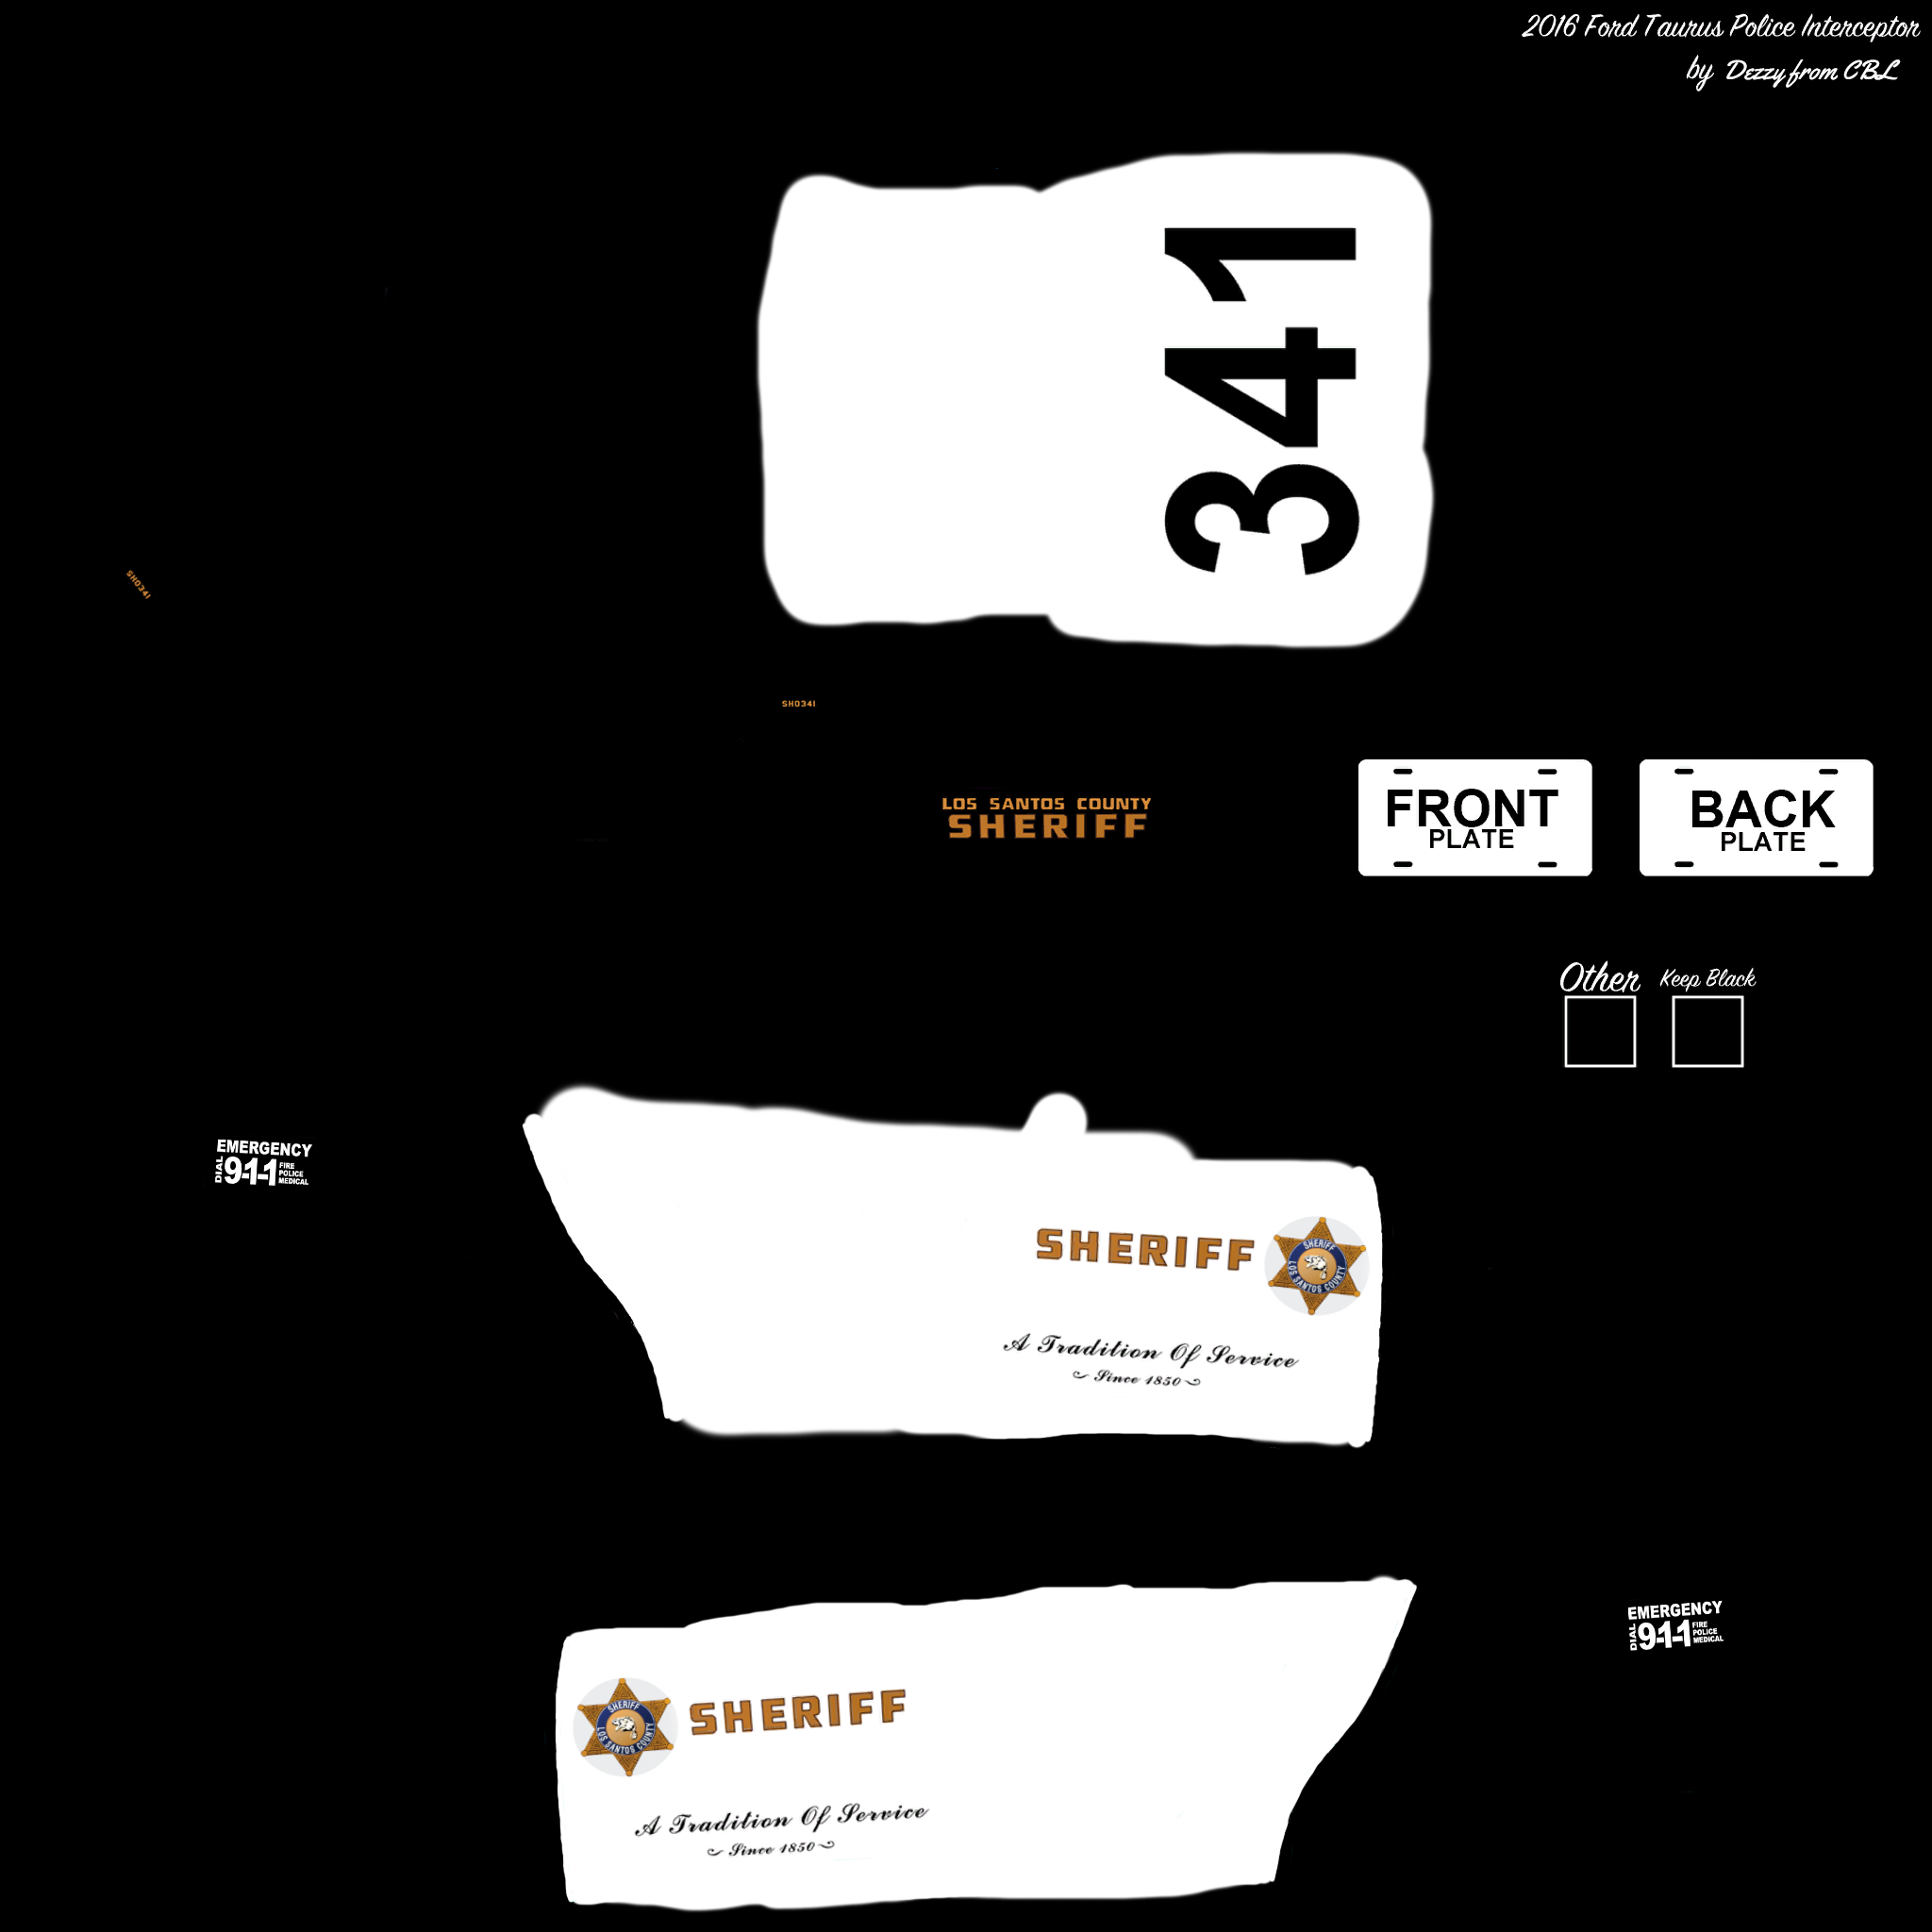 2016 Ford Taurus Police Interceptor
by Dezzy from CBL
341
SHO341
SHO341
LOS SANTOS COUNTY
SHERIFF
FRONT
PLATE
BACK
PLATE
Other
Keep Black
EMERGENCY
DIAL 9-1-1 FIRE
POLICE
MEDICAL
SHERIFF
SHERIFF
LOS SANTOS COUNTY
A Tradition Of Service
Since 1850
EMERGENCY
DIAL 9-1-1 FIRE
POLICE
MEDICAL
SHERIFF
LOS SANTOS COUNTY
SHERIFF
A Tradition Of Service
Since 1850